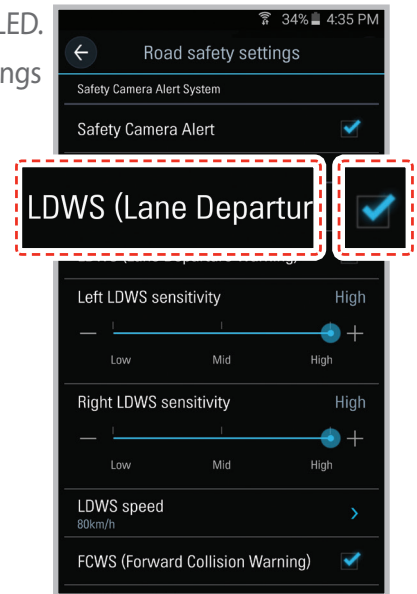 LED.
ings
34% 4:35 PM
Road safety settings
Safety Camera Alert System
Safety Camera Alert
LDWS (Lane Departur
Left LDWS sensitivity High
Low Mid High
Right LDWS sensitivity High
Low Mid High
LDWS speed
80km/h
FCWS (Forward Collision Warning)